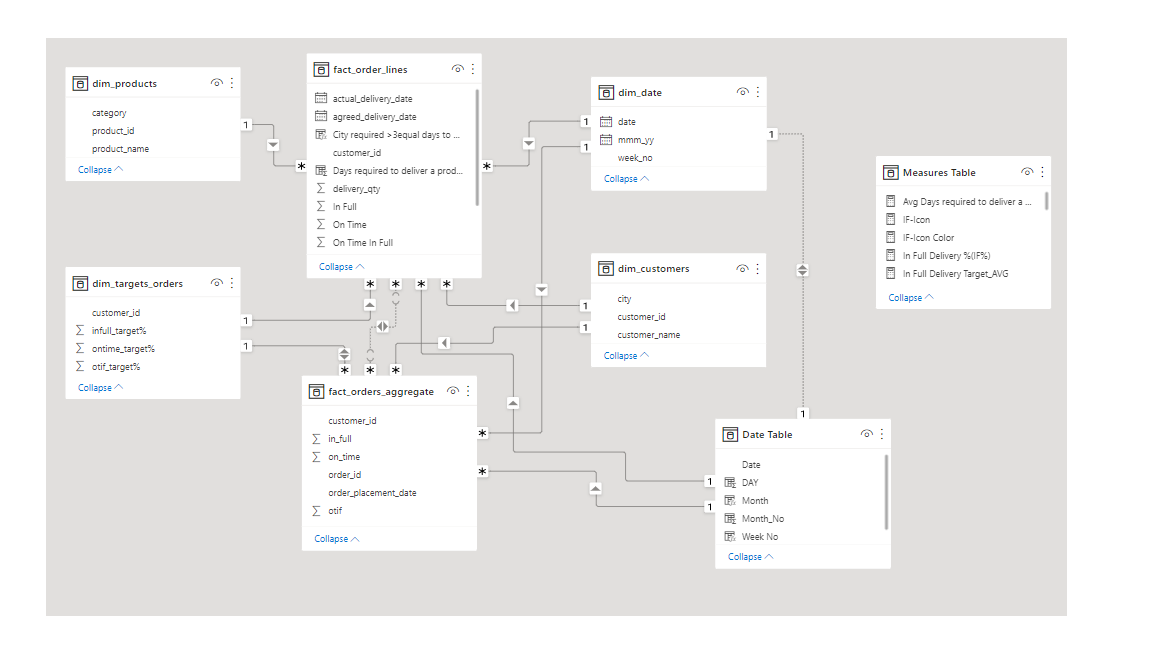 dim_products
category
product_id
product_name
Collapse
fact_order_lines
actual_delivery_date
agreed_delivery_date
City required >3equal days to ...
customer_id
Days required to deliver a prod...
delivery_qty
In Full
On Time
On Time In Full
Collapse
dim_date
date
mmm_yy
week_no
Collapse
Measures Table
Avg Days required to deliver a ...
IF-Icon
IF-Icon Color
In Full Delivery %(IF%)
In Full Delivery Target_AVG
Collapse
dim_targets_orders
customer_id
infull_target%
ontime_target%
otif_target%
Collapse
dim_customers
city
customer_id
customer_name
Collapse
fact_orders_aggregate
customer_id
in_full
on_time
order_id
order_placement_date
otif
Collapse
Date Table
Date
DAY
Month
Month_No
Week No
Collapse
1
*
*
1
1
1
1
1
*
*
*
*
1
1
*
*
*
*
*
1
1
1